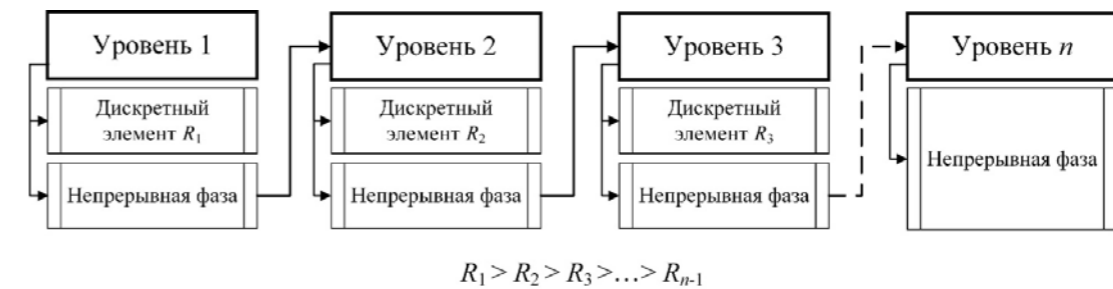 Уровень 1
Дискретный
элемент R₁
Непрерывная фаза
Уровень 2
Дискретный
элемент R₂
Непрерывная фаза
Уровень 3
Дискретный
элемент R₃
Непрерывная фаза
Уровень n
Непрерывная фаза
R₁ > R₂ > R₃ >…> Rₙ₋₁